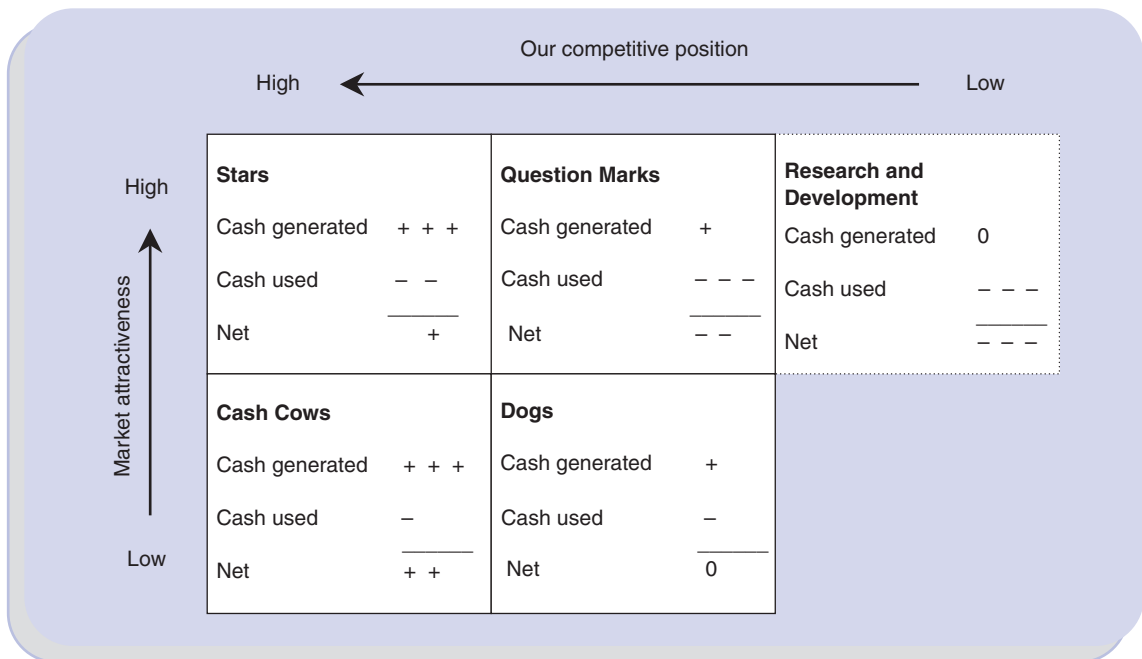 Our competitive position
High
Low
High
Market attractiveness
Low
Stars
Cash generated + + +
Cash used – –
Net +
Question Marks
Cash generated +
Cash used – – –
Net – –
Research and
Development
Cash generated 0
Cash used – – –
Net – – –
Cash Cows
Cash generated + + +
Cash used –
Net + +
Dogs
Cash generated +
Cash used –
Net 0